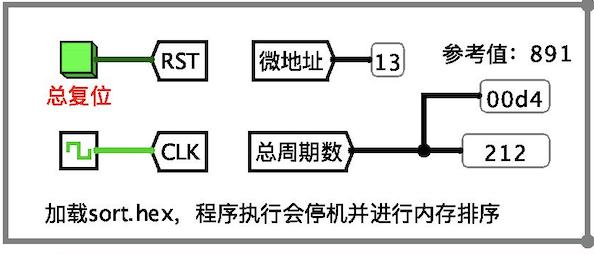 参考值：891
RST
微地址
13
总复位
00d4
CLK
总周期数
212
加载sort.hex，程序执行会停机并进行内存排序